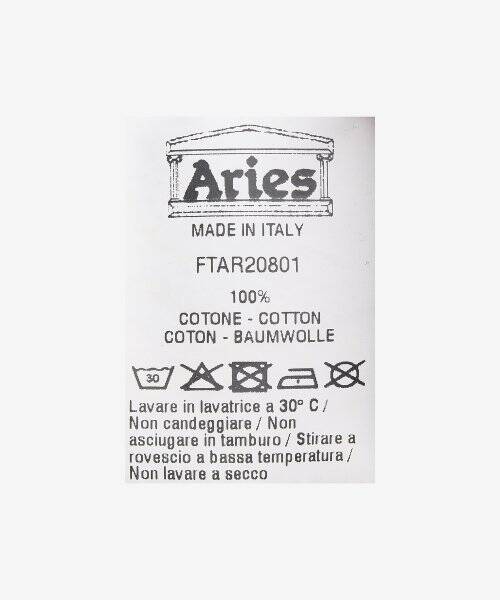 Aries
MADE IN ITALY
FTAR20801
100%
COTONE - COTTON
COTON - BAUMWOLLE
30
Lavare in lavatrice a 30° C /
Non candeggiare / Non
asciugare in tamburo / Stirare a
rovescio a bassa temperatura /
Non lavare a secco